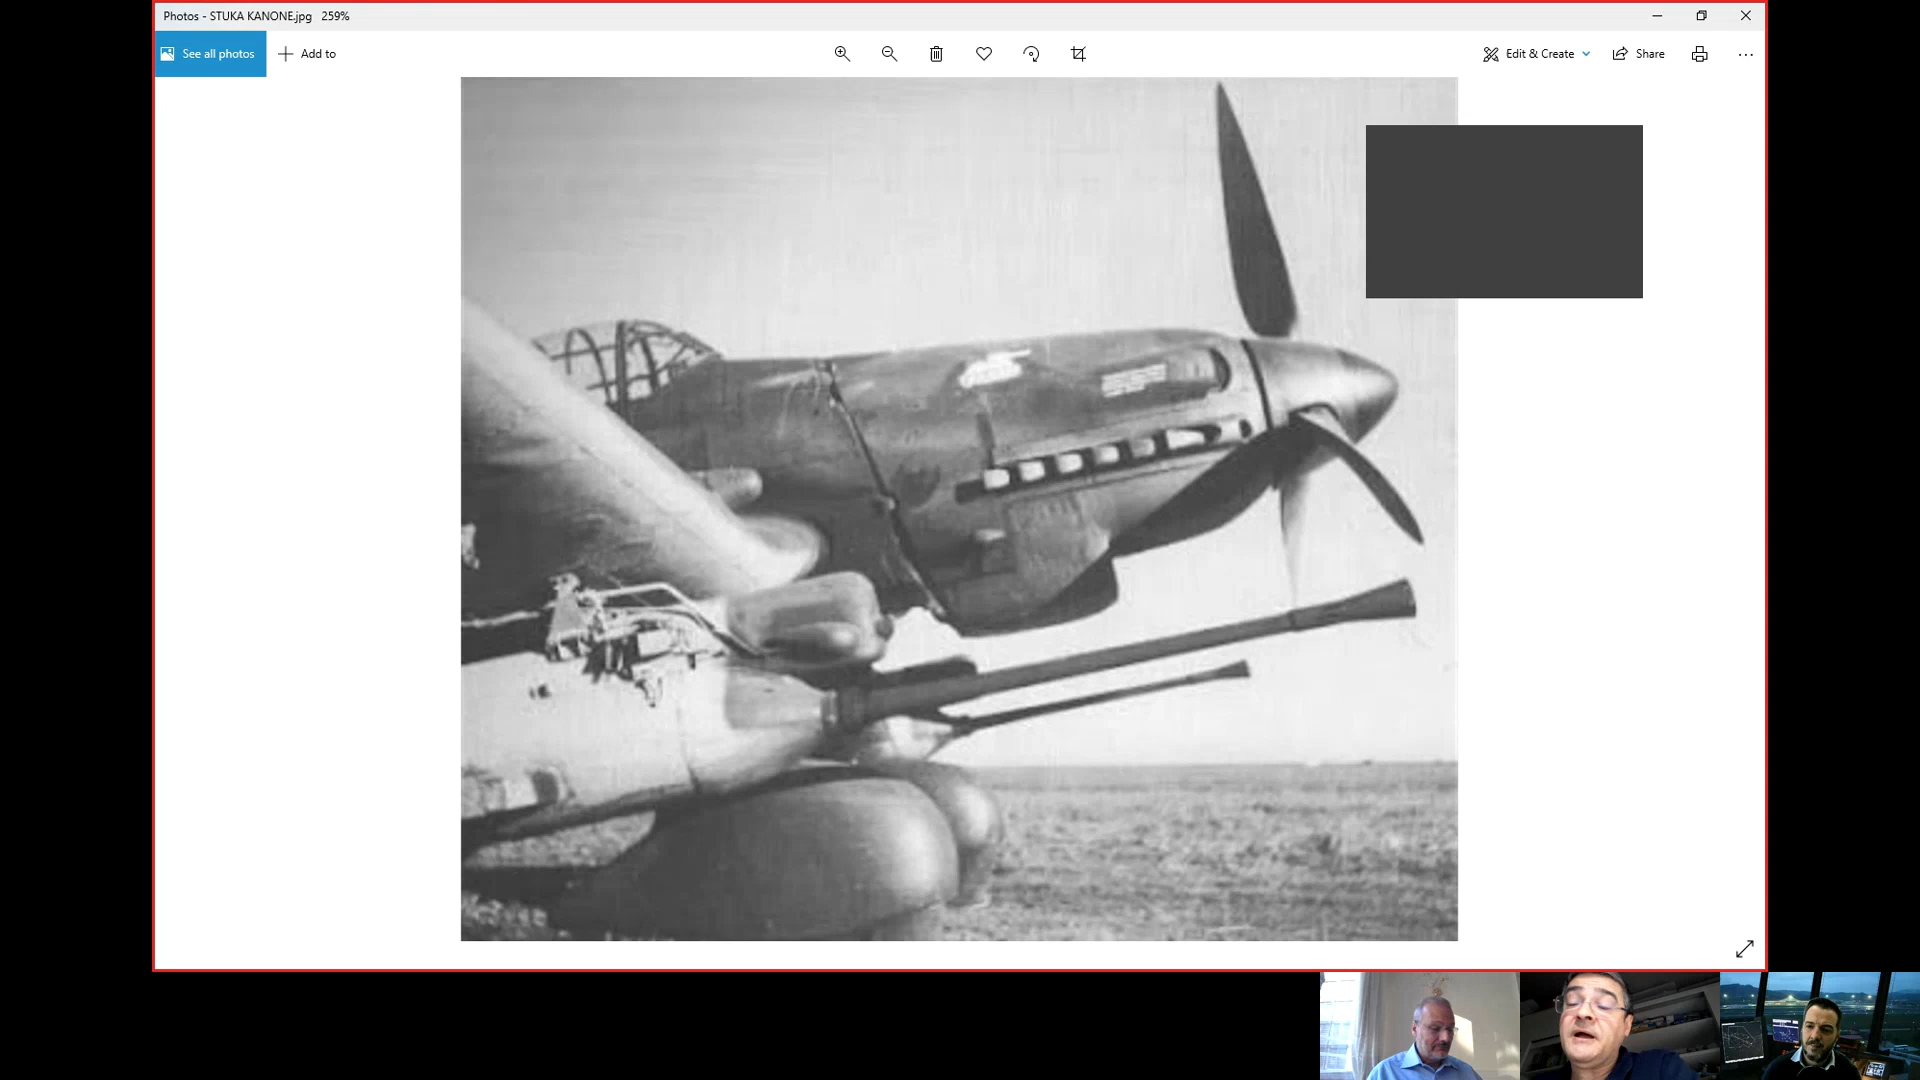 Photos - STUKA KANONE.jpg 259%
See all photos
Add to
Edit & Create
Share